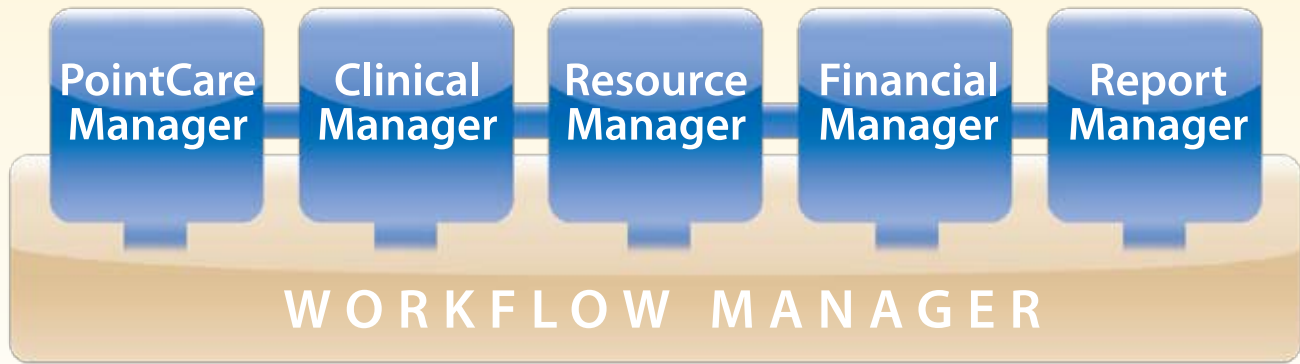 PointCare
Manager
Clinical
Manager
Resource
Manager
Financial
Manager
Report
Manager
WORKFLOW MANAGER